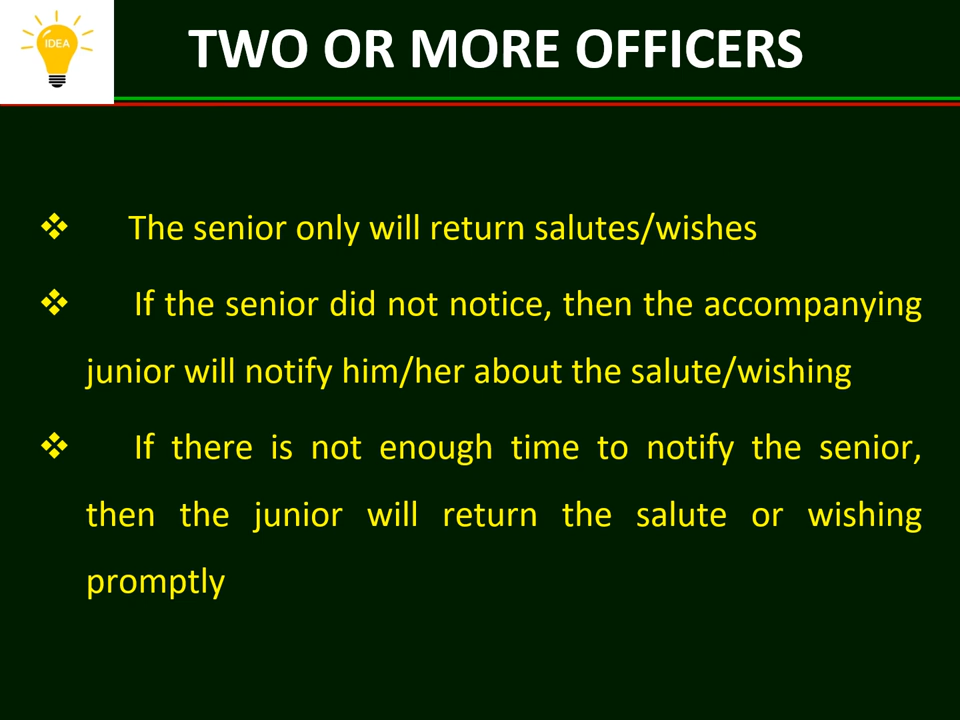 IDEA
TWO OR MORE OFFICERS
❖ The senior only will return salutes/wishes
❖ If the senior did not notice, then the accompanying
junior will notify him/her about the salute/wishing
❖ If there is not enough time to notify the senior,
then the junior will return the salute or wishing
promptly